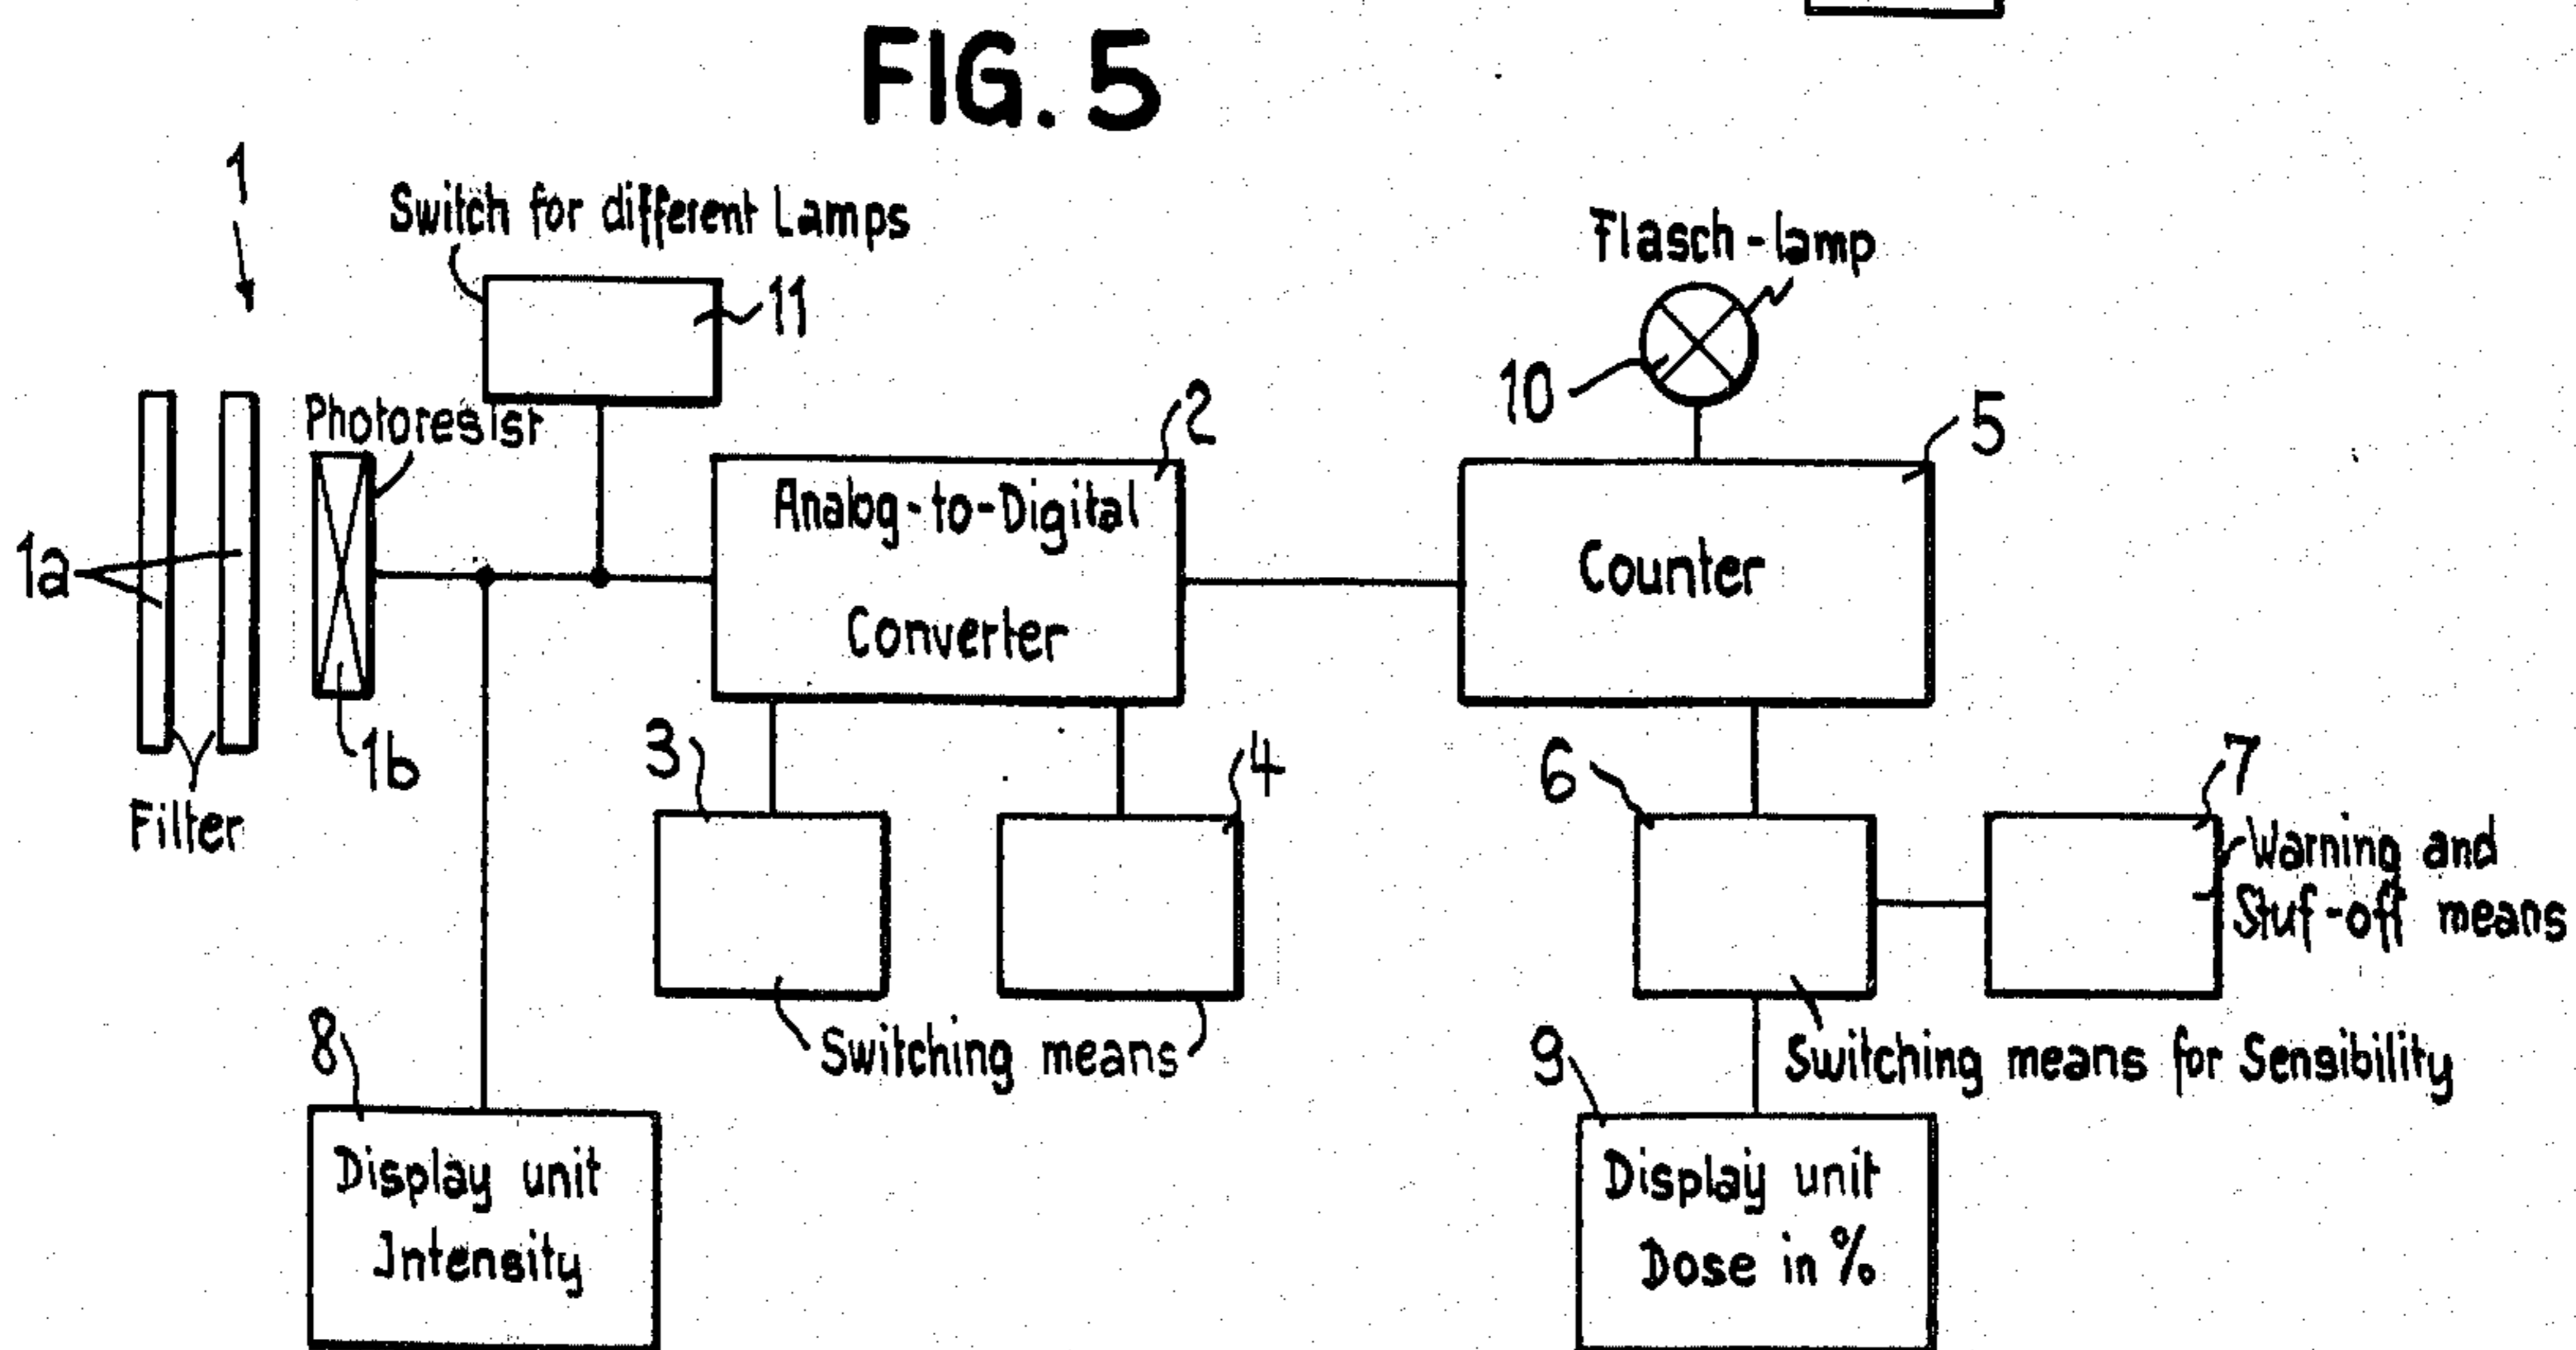 FIG. 5
1
Switch for different Lamps
11
Flasch-lamp
10
Photoresist
2
5
Analog-to-Digital
Converter
Counter
1a
1b
Filter
3
4
6
7
Warning and
Stuf-off means
Switching means
Switching means for Sensibility
8
9
Display unit
Intensity
Display unit
Dose in %